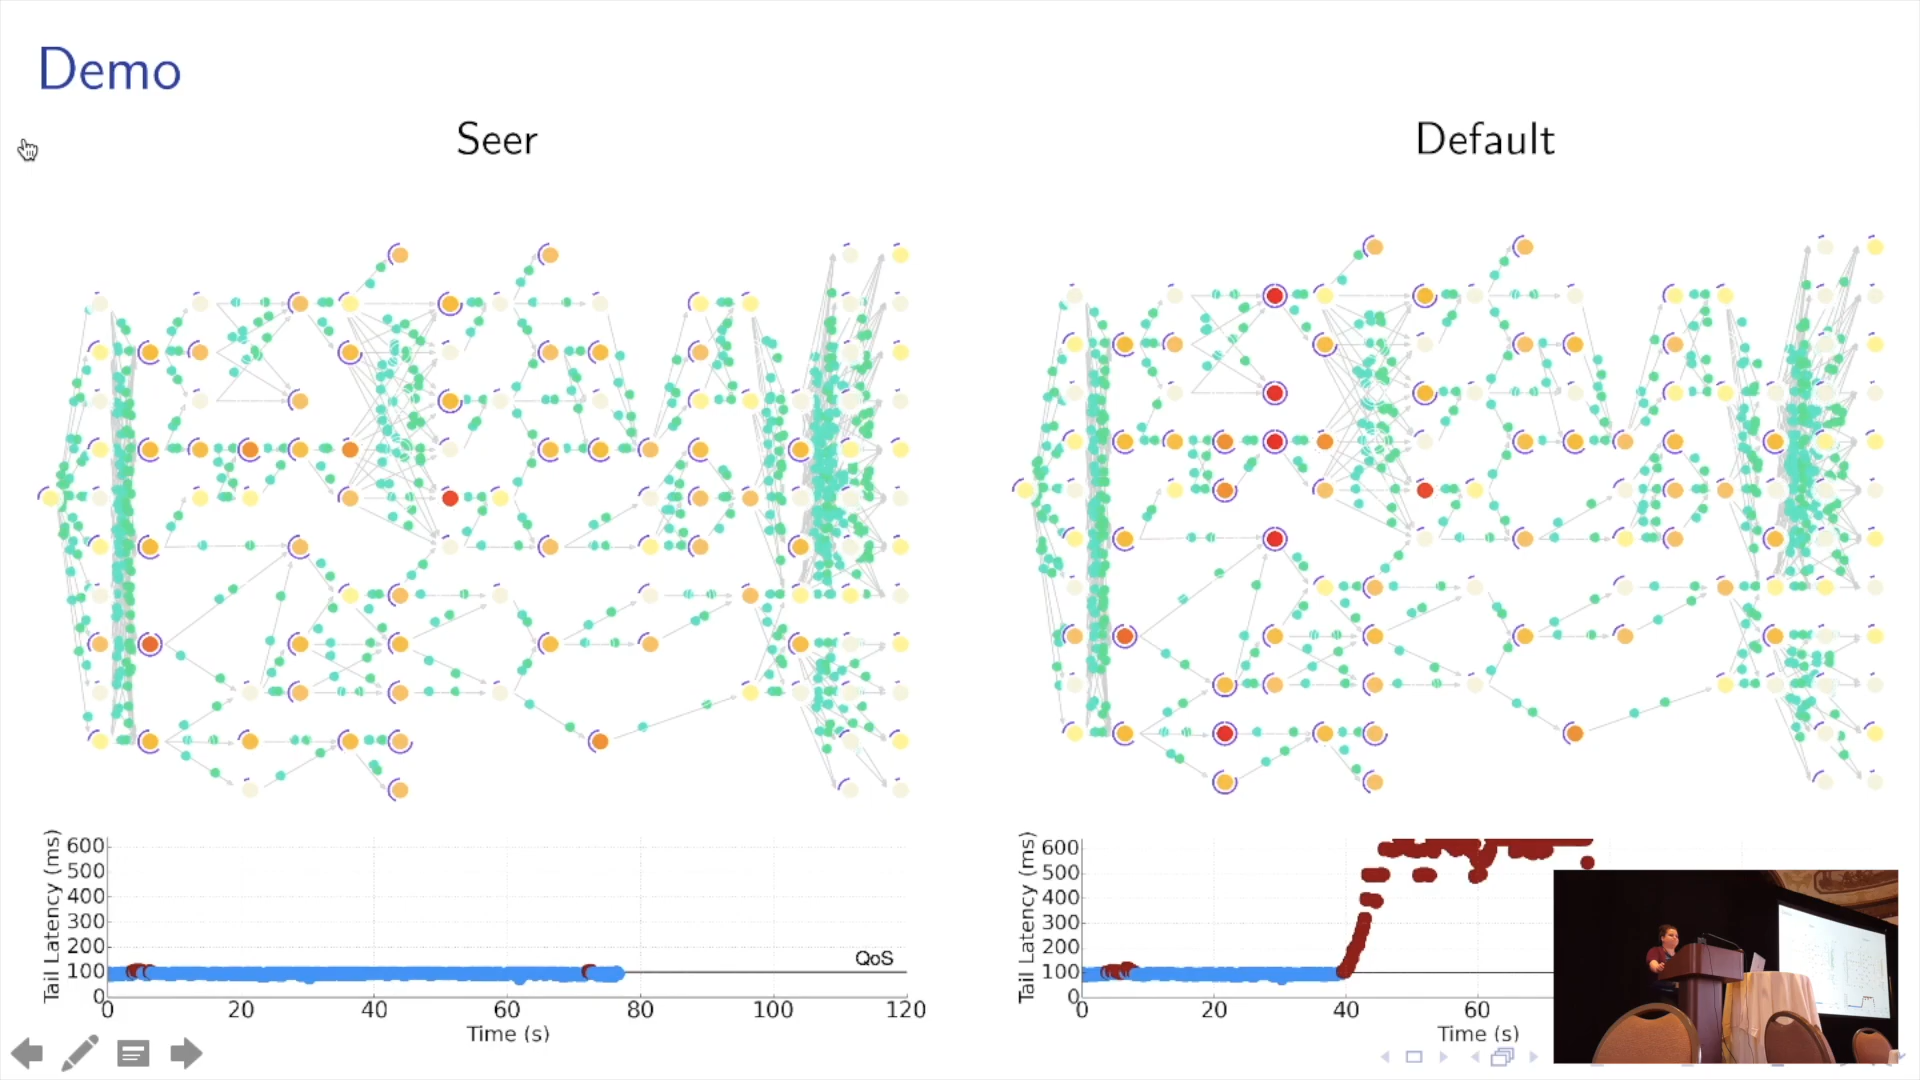 Demo
Seer
Default
Tail Latency (ms)
600
500
400
300
200
100
0
QoS
0 20 40 60 80 100 120
Time (s)
Tail Latency (ms)
600
500
400
300
200
100
0
0 20 40 60
Time (s)